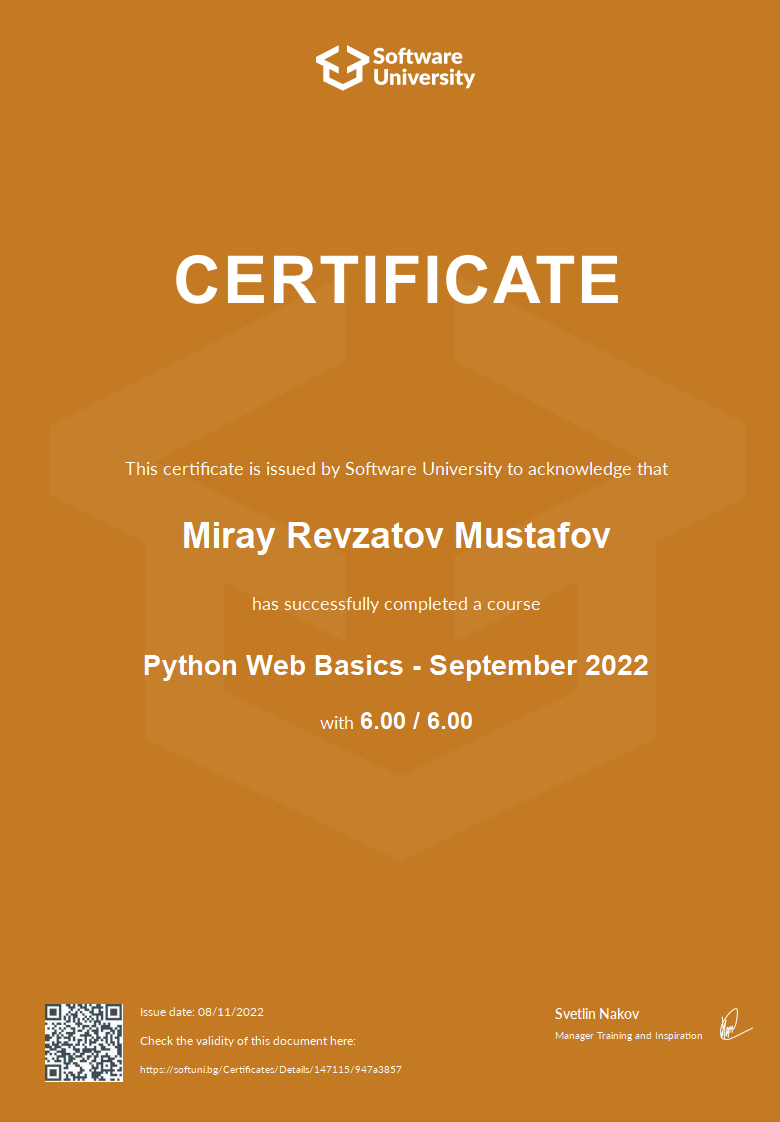 Software
University
CERTIFICATE
This certificate is issued by Software University to acknowledge that
Miray Revzatov Mustafov
has successfully completed a course
Python Web Basics - September 2022
with 6.00 / 6.00
Issue date: 08/11/2022
Check the validity of this document here:
https://softuni.bg/Certificates/Details/147115/947a3857
Svetlin Nakov
Manager Training and Inspiration